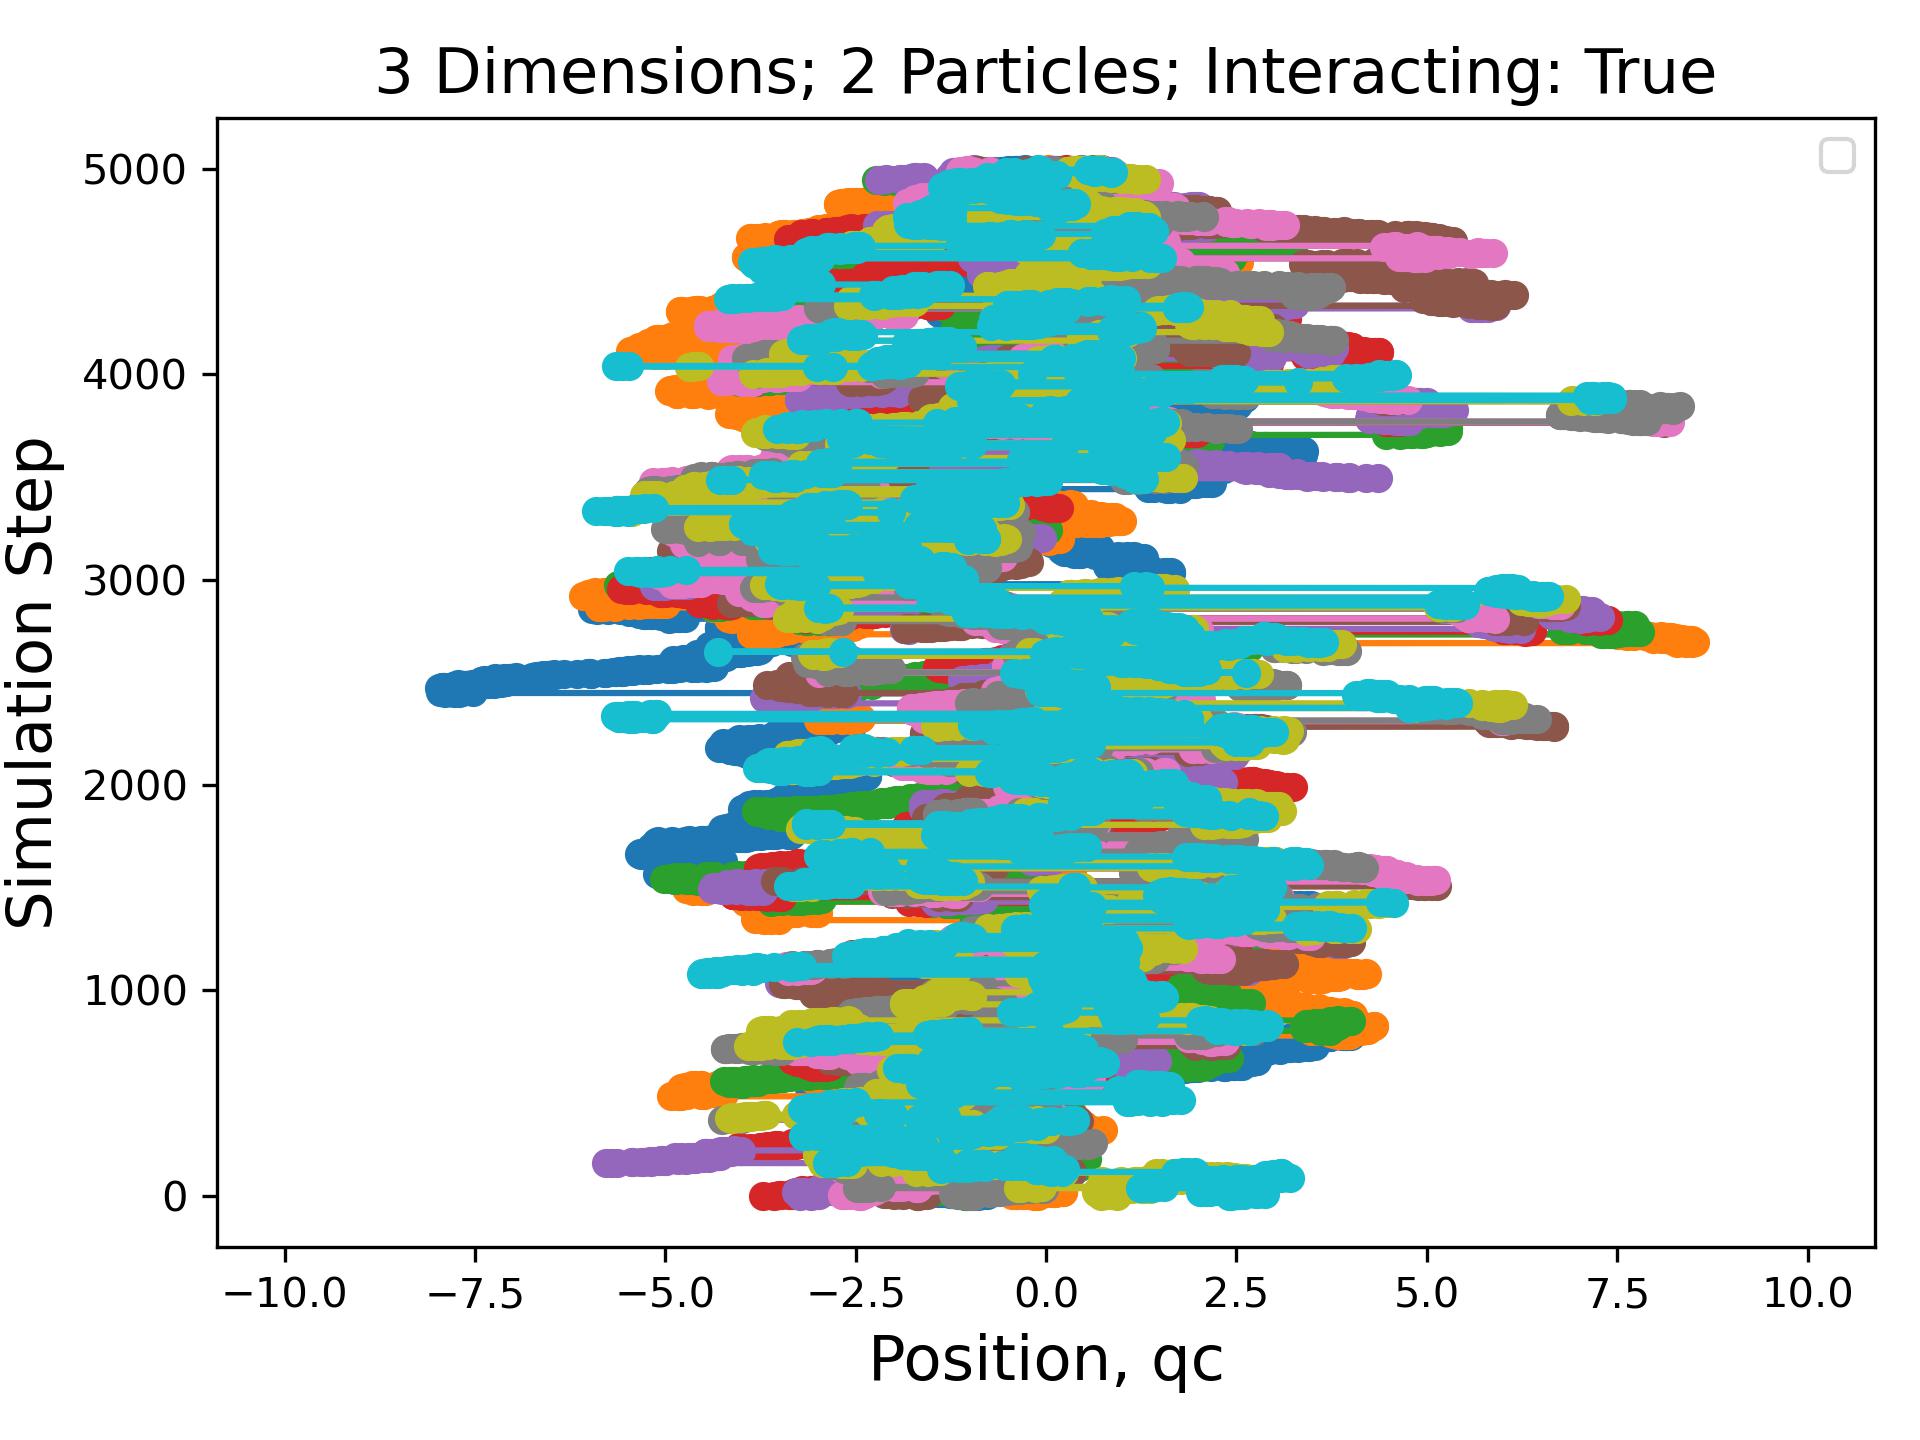 3 Dimensions; 2 Particles; Interacting: True
Simulation Step
5000
4000
3000
2000
1000
0
−10.0 −7.5 −5.0 −2.5 0.0 2.5 5.0 7.5 10.0
Position, qc